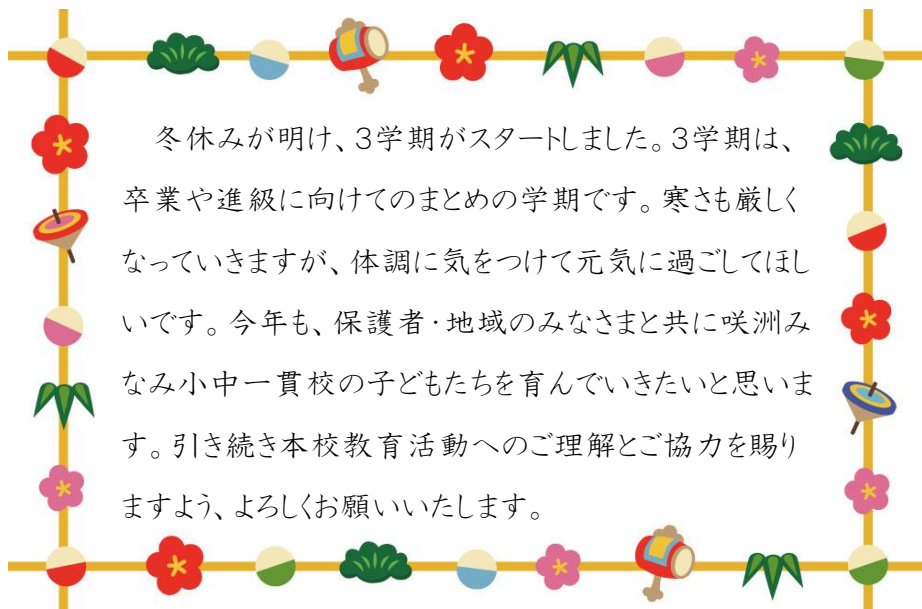 冬休みが明け、3学期がスタートしました。3学期は、
卒業や進級に向けてのまとめの学期です。寒さも厳しく
なっていきますが、体調に気をつけて元気に過ごしてほし
いです。今年も、保護者・地域のみなさまと共に咲洲み
なみ小中一貫校の子どもたちを育んでいきたいと思いま
す。引き続き本校教育活動へのご理解とご協力を賜り
ますよう、よろしくお願いいたします。